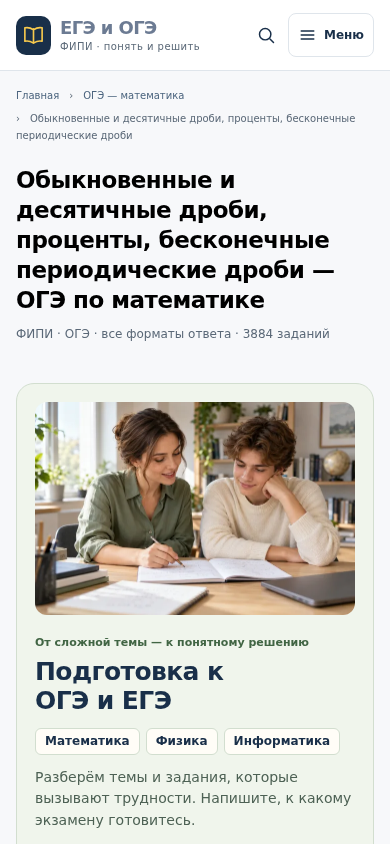 ЕГЭ и ОГЭ
ФИПИ · понять и решить
Меню
Главная › ОГЭ — математика
› Обыкновенные и десятичные дроби, проценты, бесконечные
периодические дроби
Обыкновенные и
десятичные дроби,
проценты, бесконечные
периодические дроби —
ОГЭ по математике
ФИПИ · ОГЭ · все форматы ответа · 3884 заданий
От сложной темы — к понятному решению
Подготовка к
ОГЭ и ЕГЭ
Математика Физика Информатика
Разберём темы и задания, которые
вызывают трудности. Напишите, к какому
экзамену готовитесь.